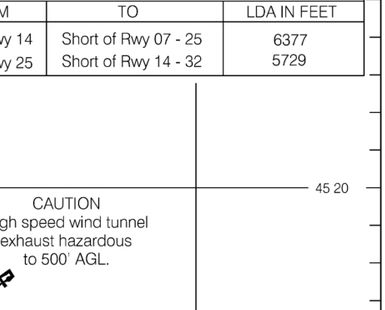 M TO LDA IN FEET
wy 14 Short of Rwy 07 - 25 6377
wy 25 Short of Rwy 14 - 32 5729
45 20
CAUTION
gh speed wind tunnel
exhaust hazardous
to 500' AGL.